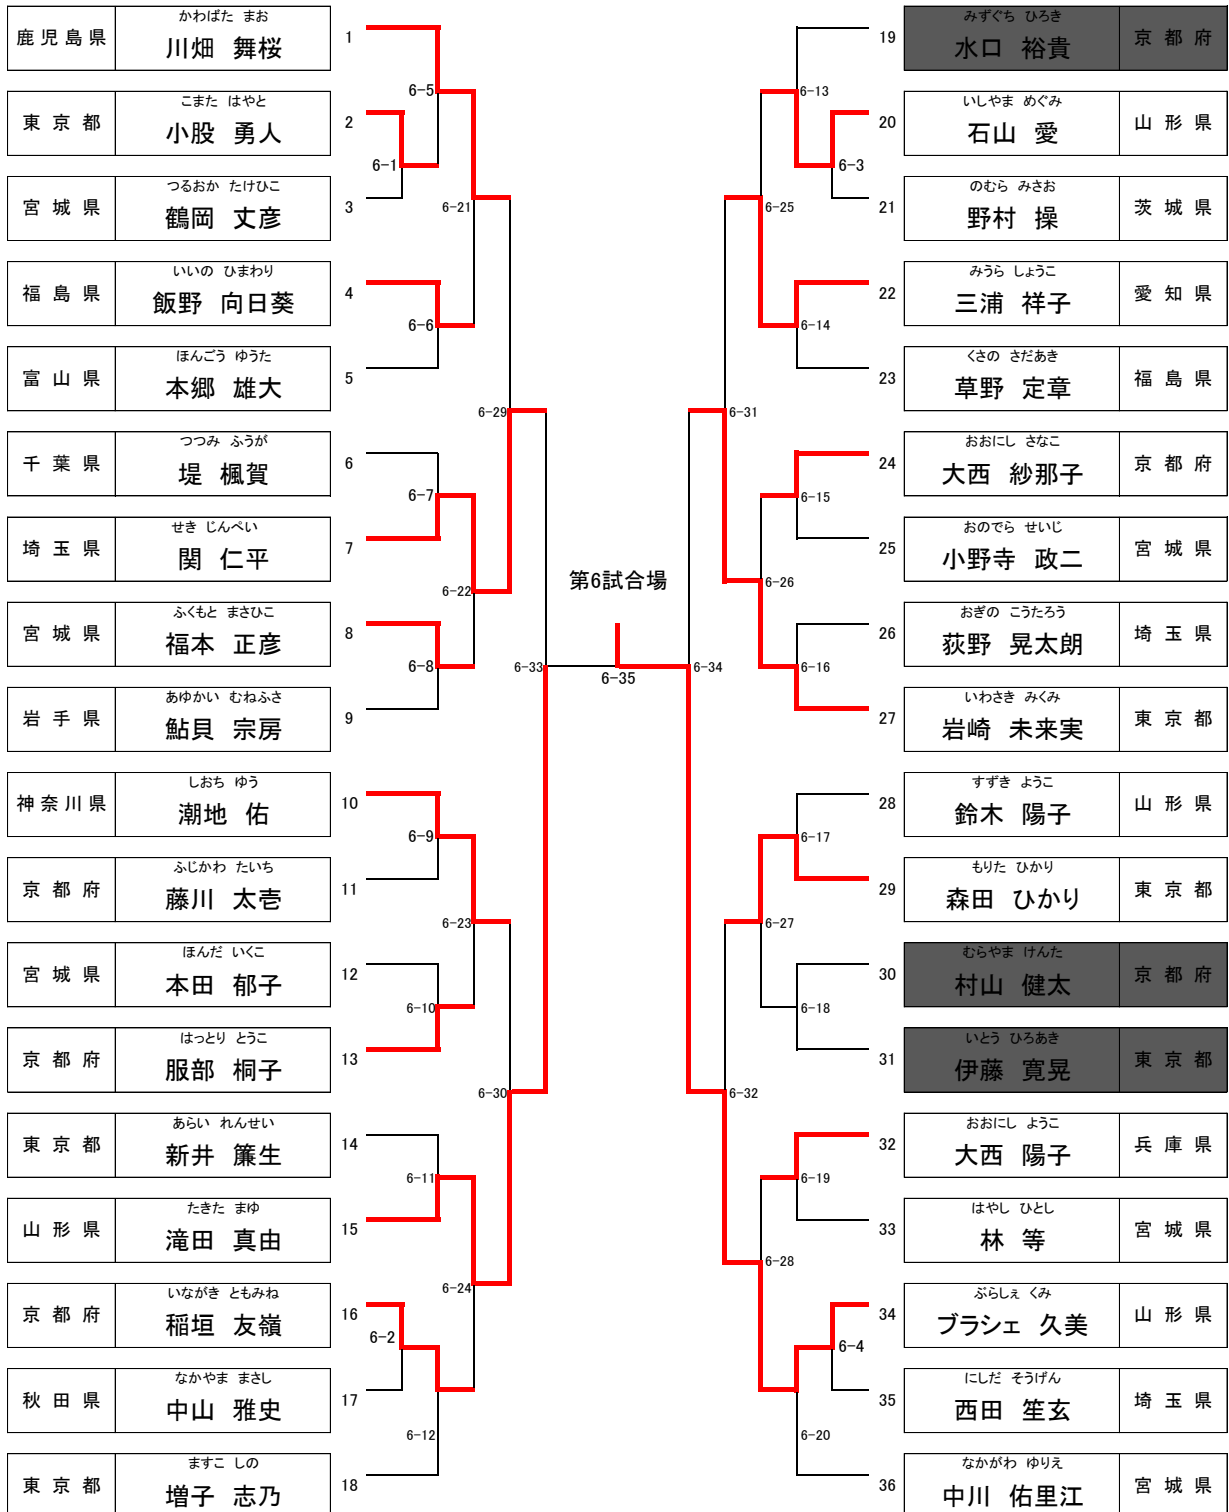 鹿児島県 かわばた まお 川畑 舞桜 1
東京都 こまた はやと 小股 勇人 2
宮城県 つるおか たけひこ 鶴岡 丈彦 3
福島県 いいの ひまわり 飯野 向日葵 4
富山県 ほんごう ゆうた 本郷 雄大 5
千葉県 つつみ ふうが 堤 楓賀 6
埼玉県 せき じんぺい 関 仁平 7
宮城県 ふくもと まさひこ 福本 正彦 8
岩手県 あゆかい むねふさ 鮎貝 宗房 9
神奈川県 しおち ゆう 潮地 佑 10
京都府 ふじかわ たいち 藤川 太壱 11
宮城県 ほんだ いくこ 本田 郁子 12
京都府 はっとり とうこ 服部 桐子 13
東京都 あらい れんせい 新井 簾生 14
山形県 たきた まゆ 滝田 真由 15
京都府 いながき ともみね 稲垣 友嶺 16
秋田県 なかやま まさし 中山 雅史 17
東京都 ますこ しの 増子 志乃 18
6-5
6-1
6-21
6-6
6-29
6-7
6-22
6-8
6-33
6-9
6-23
6-10
6-30
6-11
6-24
6-2
6-12
第6試合場
6-35
6-13
6-3
6-25
6-14
6-31
6-15
6-26
6-16
6-34
6-17
6-27
6-18
6-32
6-19
6-28
6-4
6-20
19 みずぐち ひろき 水口 裕貴 京都府
20 いしやま めぐみ 石山 愛 山形県
21 のむら みさお 野村 操 茨城県
22 みうら しょうこ 三浦 祥子 愛知県
23 くさの さだあき 草野 定章 福島県
24 おおにし さなこ 大西 紗那子 京都府
25 おのでら せいじ 小野寺 政二 宮城県
26 おぎの こうたろう 荻野 晃太朗 埼玉県
27 いわさき みくみ 岩崎 未来実 東京都
28 すずき ようこ 鈴木 陽子 山形県
29 もりた ひかり 森田 ひかり 東京都
30 むらやま けんた 村山 健太 京都府
31 いとう ひろあき 伊藤 寛晃 東京都
32 おおにし ようこ 大西 陽子 兵庫県
33 はやし ひとし 林 等 宮城県
34 ぶらしぇ くみ ブラシェ 久美 山形県
35 にしだ そうげん 西田 笙玄 埼玉県
36 なかがわ ゆりえ 中川 佑里江 宮城県